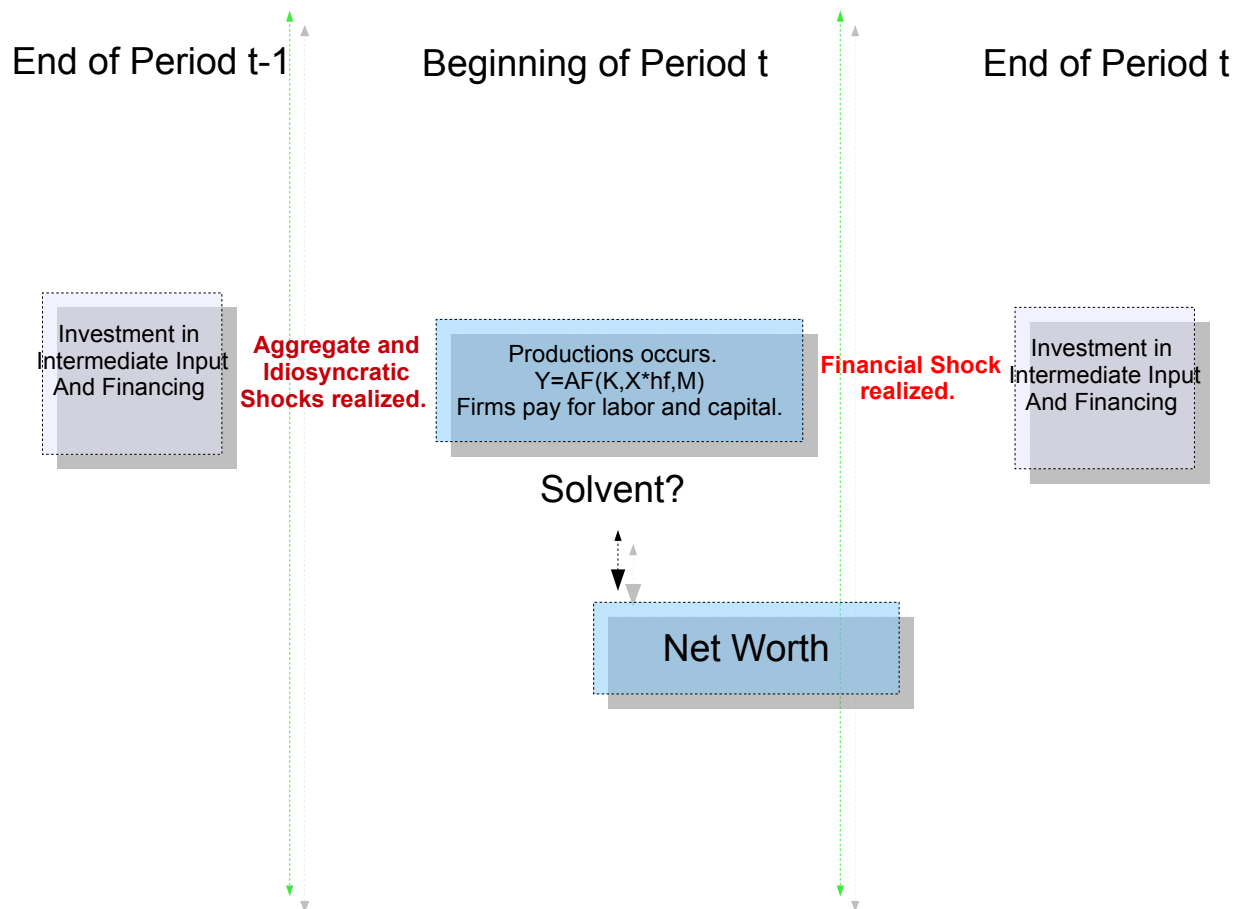 End of Period t-1
Beginning of Period t
End of Period t
Investment in
Intermediate Input
And Financing
Aggregate and
Idiosyncratic
Shocks realized.
Productions occurs.
Y=AF(K,X*hf,M)
Firms pay for labor and capital.
Financial Shock
realized.
Investment in
Intermediate Input
And Financing
Solvent?
Net Worth